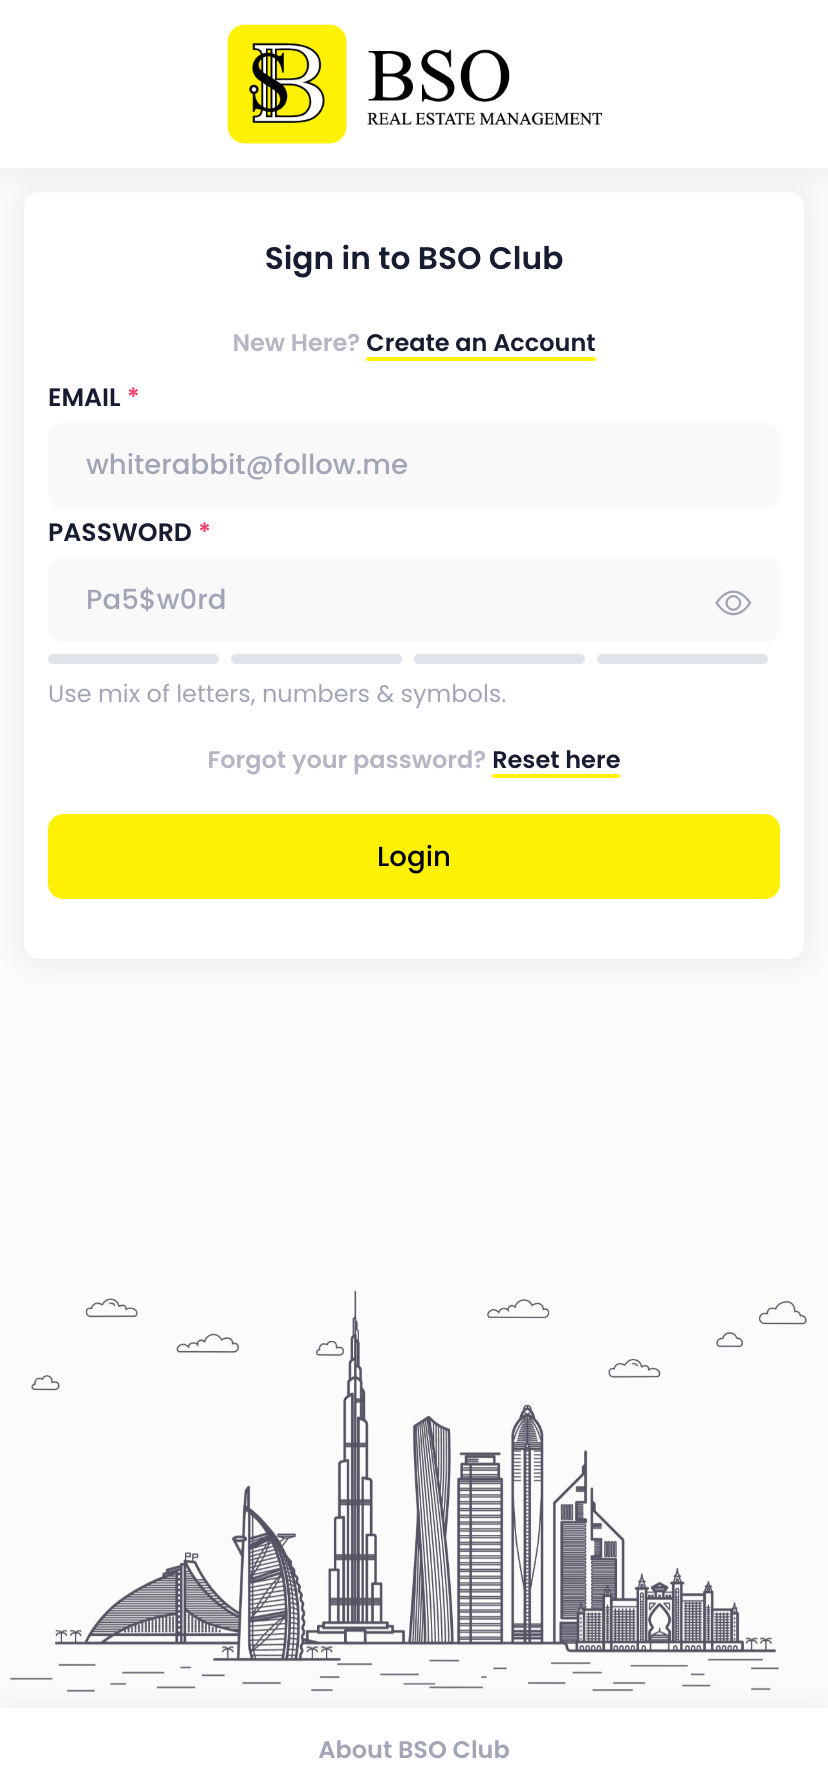 BSO
REAL ESTATE MANAGEMENT
Sign in to BSO Club
New Here? Create an Account
EMAIL *
whiterabbit@follow.me
PASSWORD *
Pa5$w0rd
Use mix of letters, numbers & symbols.
Forgot your password? Reset here
Login
About BSO Club